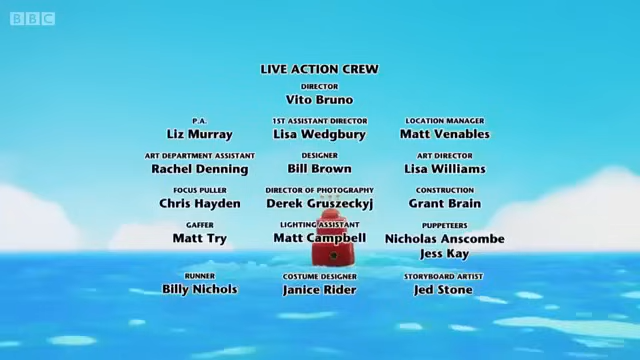 BBC
LIVE ACTION CREW
DIRECTOR
Vito Bruno
P.A.
Liz Murray
1ST ASSISTANT DIRECTOR
Lisa Wedgbury
LOCATION MANAGER
Matt Venables
ART DEPARTMENT ASSISTANT
Rachel Denning
DESIGNER
Bill Brown
ART DIRECTOR
Lisa Williams
FOCUS PULLER
Chris Hayden
DIRECTOR OF PHOTOGRAPHY
Derek Gruszeckyj
CONSTRUCTION
Grant Brain
GAFFER
Matt Try
LIGHTING ASSISTANT
Matt Campbell
PUPPETEERS
Nicholas Anscombe
Jess Kay
RUNNER
Billy Nichols
COSTUME DESIGNER
Janice Rider
STORYBOARD ARTIST
Jed Stone